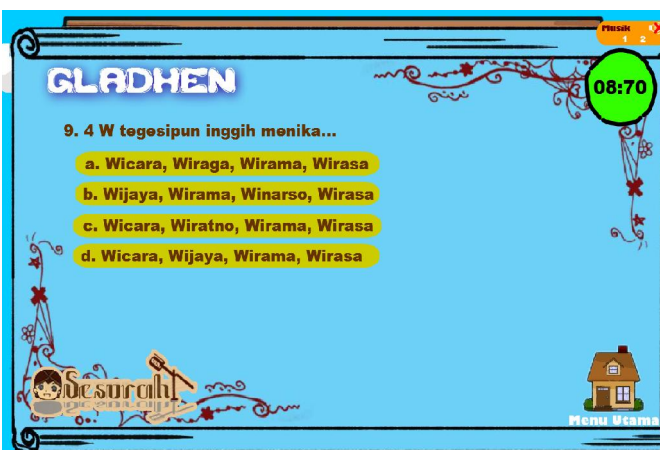 Musik
1 2
GLADHEN
08:70
9. 4 W tegesipun inggih menika...
a. Wicara, Wiraga, Wirama, Wirasa
b. Wijaya, Wirama, Winarso, Wirasa
c. Wicara, Wiratno, Wirama, Wirasa
d. Wicara, Wijaya, Wirama, Wirasa
Sesorah
Menu Utama